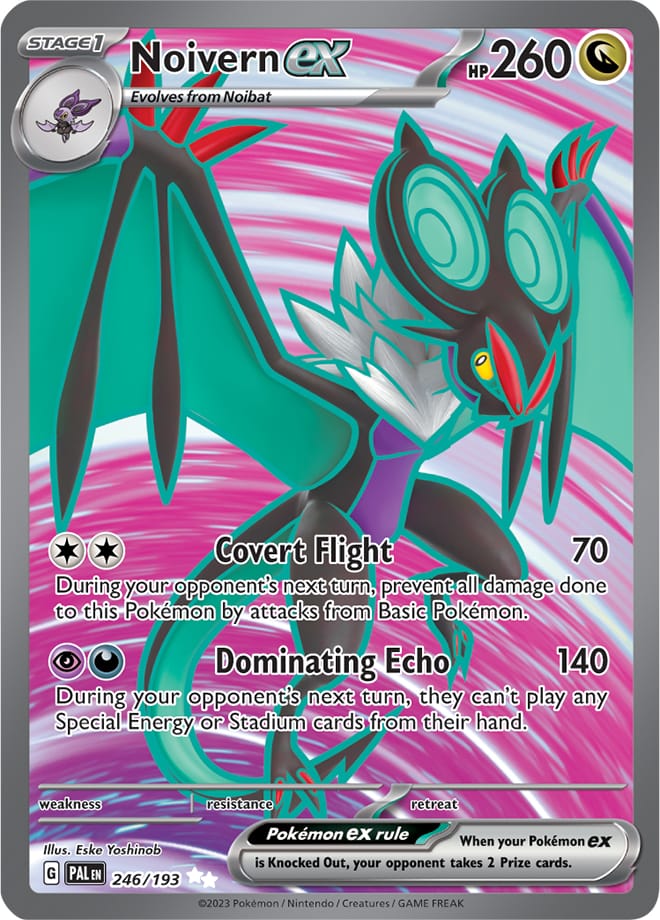 STAGE1
Noivern ex HP 260
Evolves from Noibat
Covert Flight 70
During your opponent's next turn, prevent all damage done
to this Pokémon by attacks from Basic Pokémon.
Dominating Echo 140
During your opponent's next turn, they can't play any
Special Energy or Stadium cards from their hand.
weakness resistance retreat
Pokémon ex rule When your Pokémon ex
is Knocked Out, your opponent takes 2 Prize cards.
Illus. Eske Yoshinob
G PAL EN 246/193
©2023 Pokémon / Nintendo / Creatures / GAME FREAK